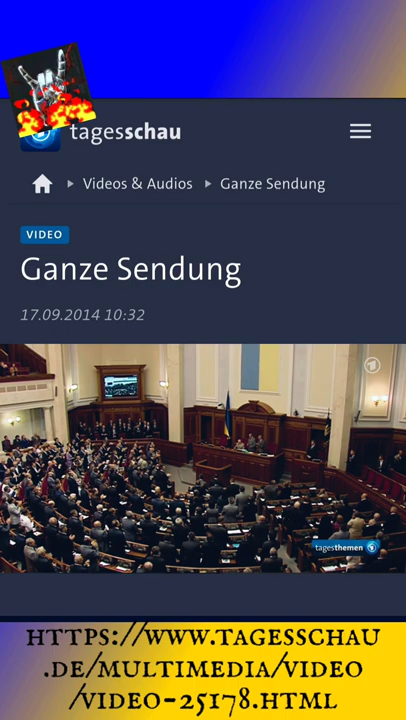 tagesschau
Videos & Audios Ganze Sendung
VIDEO
Ganze Sendung
17.09.2014 10:32
tagesthemen
HTTPS://WWW.TAGESSCHAU
.DE/MULTIMEDIA/VIDEO
/VIDEO-25178.HTML